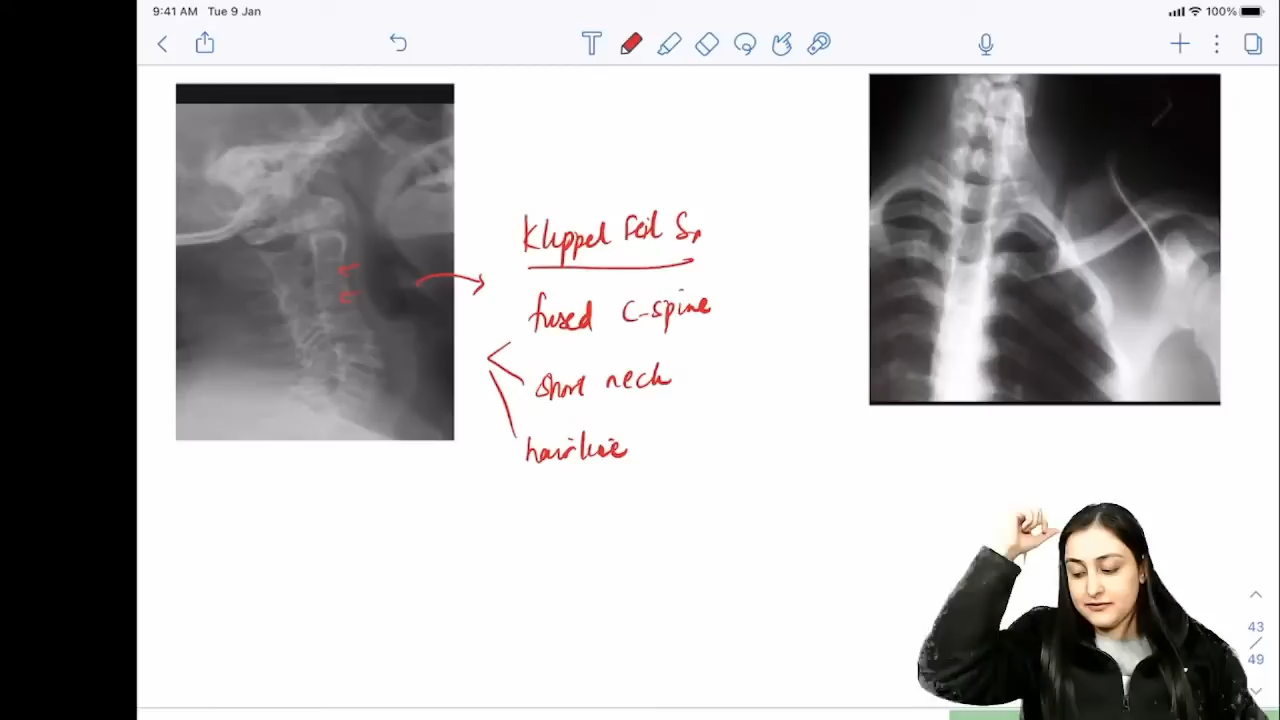 9:41 AM Tue 9 Jan 100%
Klippel Feil Sn
fused C-spine
short neck
hairline
43
49